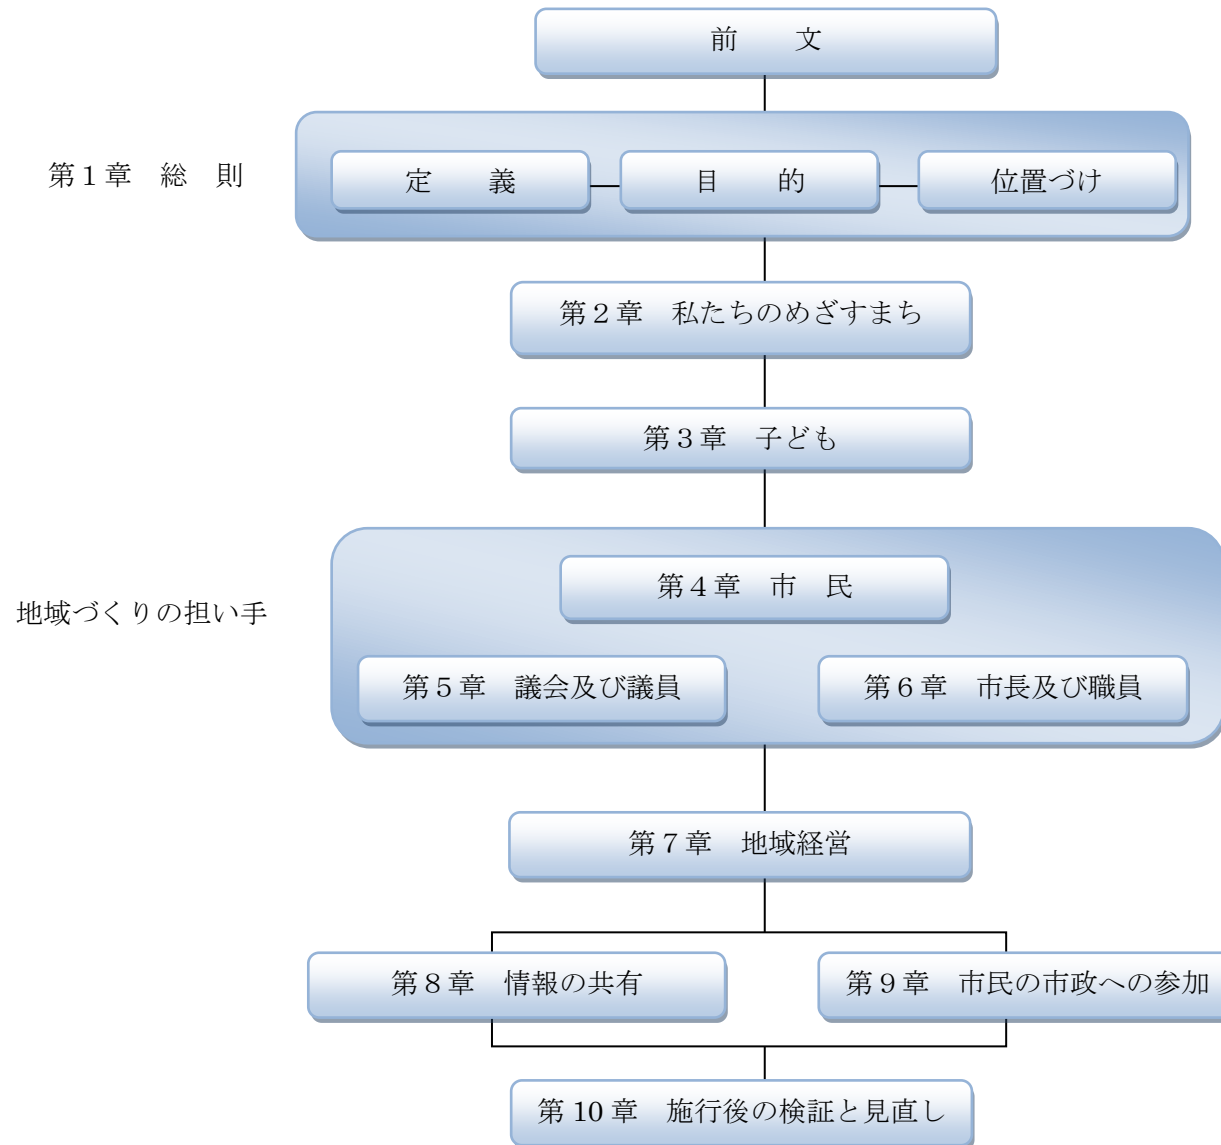 前　　文
第１章　総　則
定　　義
目　　的
位置づけ
第２章　私たちのめざすまち
第３章　子ども
地域づくりの担い手
第４章　市　民
第５章　議会及び議員
第６章　市長及び職員
第７章　地域経営
第８章　情報の共有
第９章　市民の市政への参加
第 10 章　施行後の検証と見直し